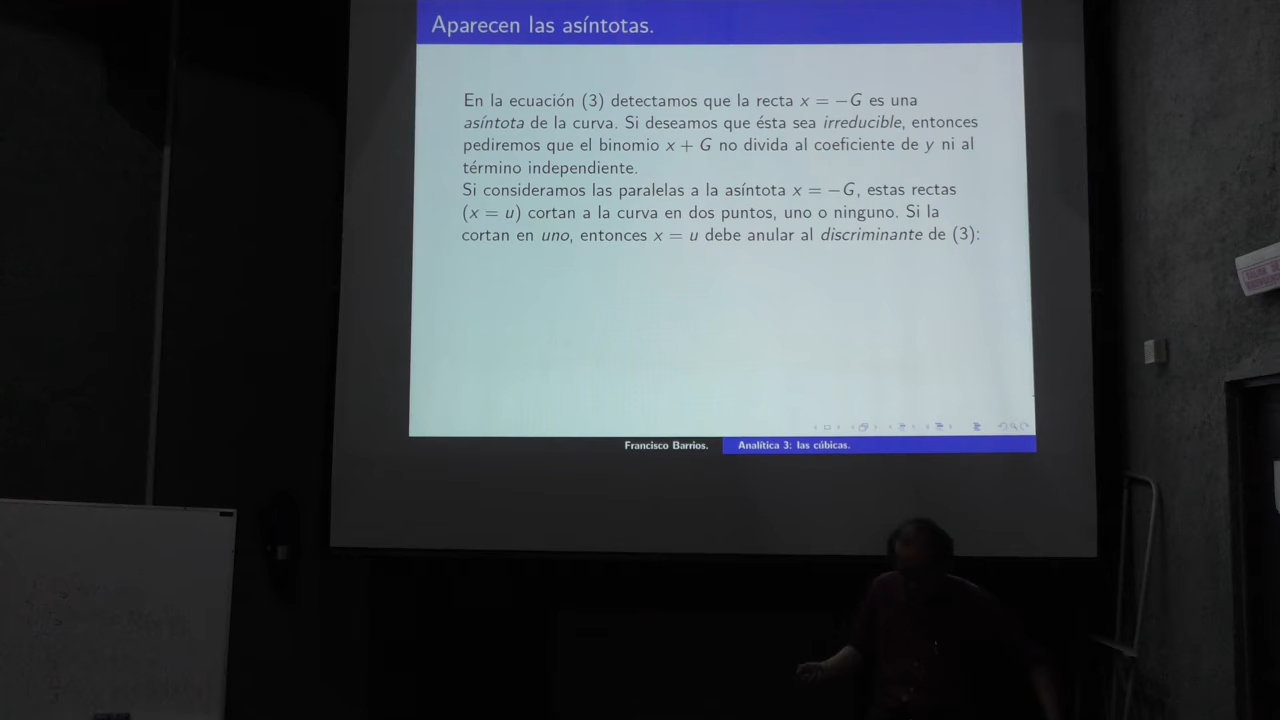 Aparecen las asíntotas.
En la ecuación (3) detectamos que la recta x = −G es una
asíntota de la curva. Si deseamos que ésta sea irreducible, entonces
pediremos que el binomio x + G no divida al coeficiente de y ni al
término independiente.
Si consideramos las paralelas a la asíntota x = −G, estas rectas
(x = u) cortan a la curva en dos puntos, uno o ninguno. Si la
cortan en uno, entonces x = u debe anular al discriminante de (3):
Francisco Barrios.
Analítica 3: las cúbicas.